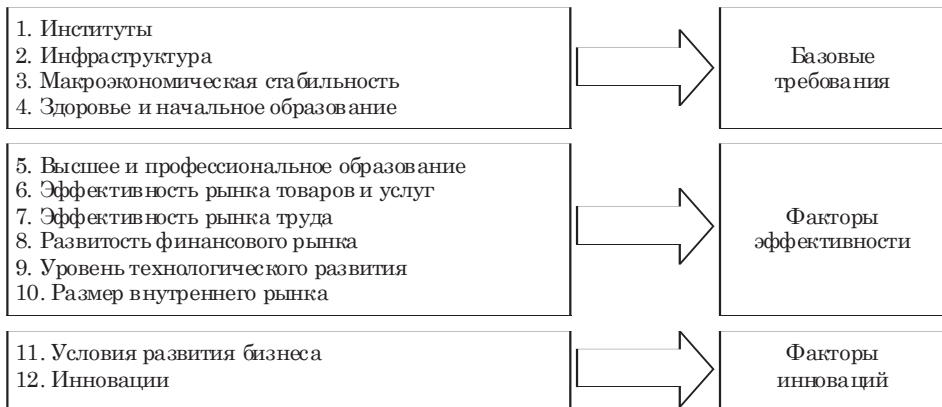 1. Институты
2. Инфраструктура
3. Макроэкономическая стабильность
4. Здоровье и начальное образование
Базовые
требования
5. Высшее и профессиональное образование
6. Эффективность рынка товаров и услуг
7. Эффективность рынка труда
8. Развитость финансового рынка
9. Уровень технологического развития
10. Размер внутреннего рынка
Факторы
эффективности
11. Условия развития бизнеса
12. Инновации
Факторы
инноваций